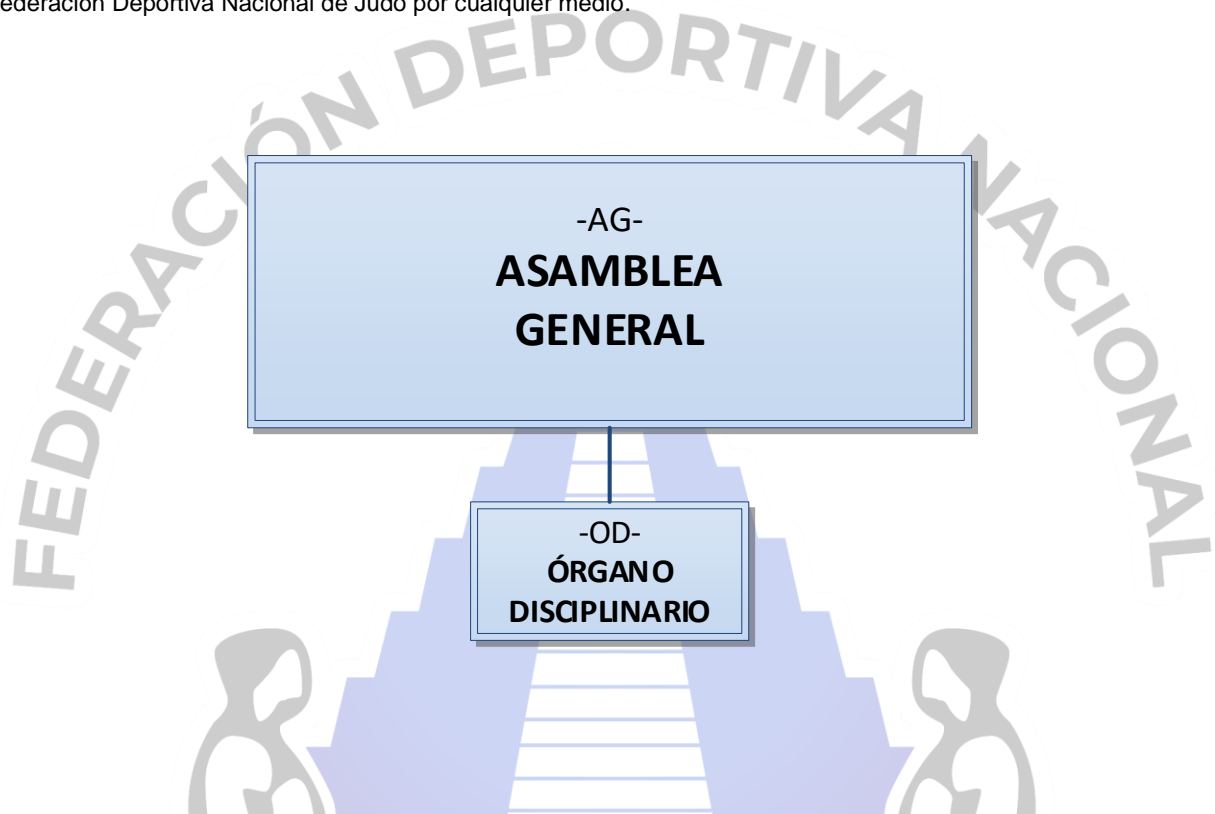 ederación Deportiva Nacional de Judo por cualquier medio.
FEDERACIÓN DEPORTIVA NACIONAL
-AG-
ASAMBLEA
GENERAL
-OD-
ÓRGANO
DISCIPLINARIO